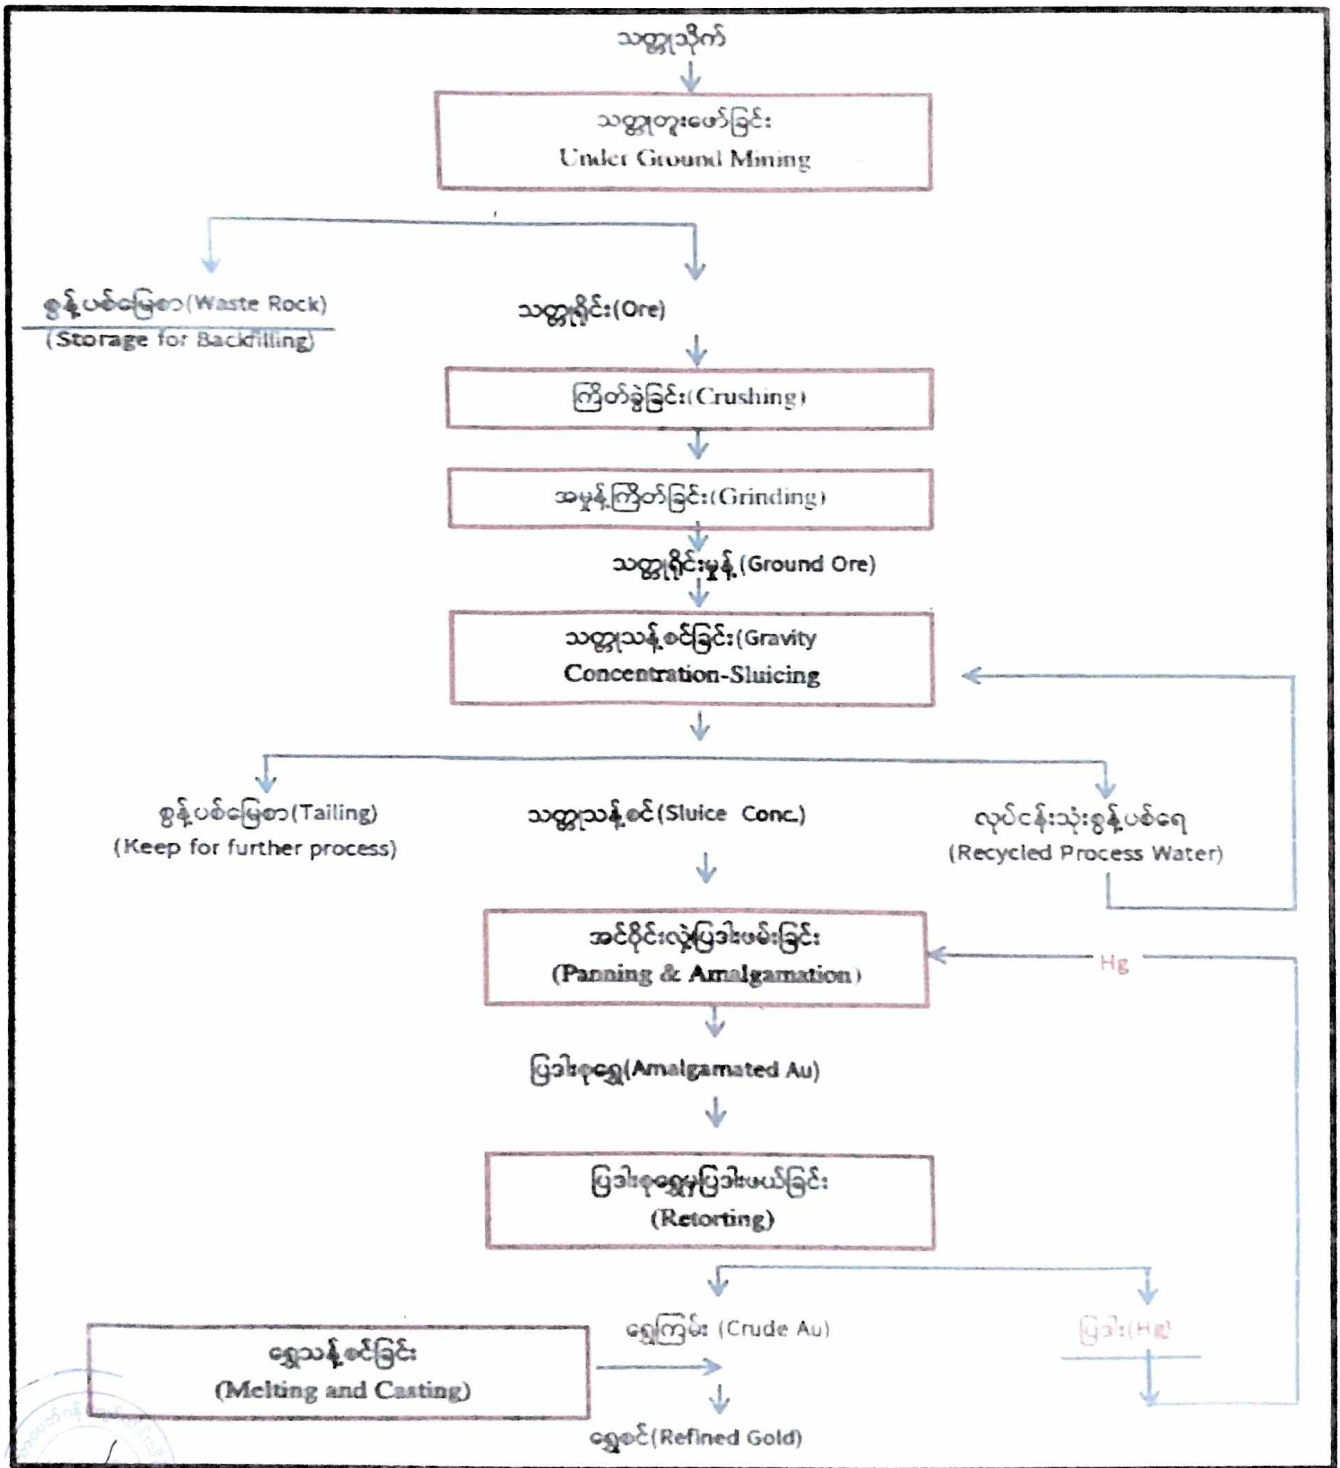 သတ္တုသိုက်
သတ္တုတူးဖော်ခြင်း
Under Ground Mining
စွန့်ပစ်မြေစာ(Waste Rock)
(Storage for Backfilling)
သတ္တုရိုင်း(Ore)
ကြိတ်ခွဲခြင်း(Crushing)
အမှုန့်ကြိတ်ခြင်း(Grinding)
သတ္တုရိုင်းမှုန့်(Ground Ore)
သတ္တုသန့်စင်ခြင်း(Gravity
Concentration-Sluicing
စွန့်ပစ်မြေစာ(Tailing)
(Keep for further process)
သတ္တုသန့်စင်(Sluice Conc.)
လုပ်ငန်းသုံးစွန့်ပစ်ရေ
(Recycled Process Water)
အင်ဝိုင်းလှဲ့ပြဒါးဖမ်းခြင်း
(Panning & Amalgamation)
Hg
ပြဒါးစုရွှေ(Amalgamated Au)
ပြဒါးစုရွှေမှပြဒါးဖယ်ခြင်း
(Retorting)
ရွှေကြမ်း (Crude Au)
ပြဒါး(Hg)
ရွှေသန့်စင်ခြင်း
(Melting and Casting)
ရွှေစင်(Refined Gold)